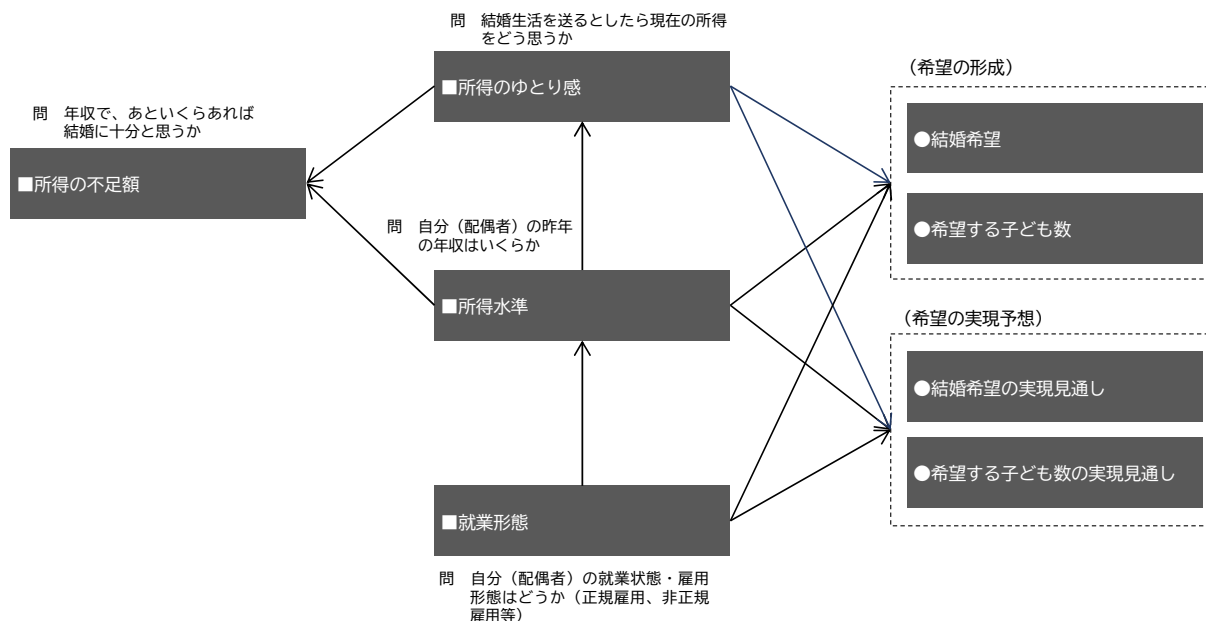 問　結婚生活を送るとしたら現在の所得
をどう思うか
■所得のゆとり感
問　年収で、あといくらあれば
結婚に十分と思うか
■所得の不足額
問　自分（配偶者）の昨年
の年収はいくらか
■所得水準
■就業形態
問　自分（配偶者）の就業状態・雇用
形態はどうか（正規雇用、非正規
雇用等）
（希望の形成）
●結婚希望
●希望する子ども数
（希望の実現予想）
●結婚希望の実現見通し
●希望する子ども数の実現見通し